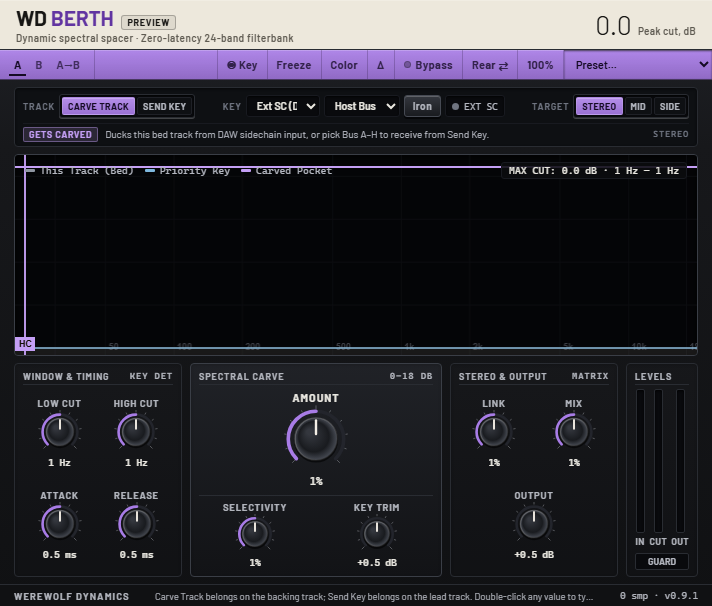 WD BERTH PREVIEW
Dynamic spectral spacer · Zero-latency 24-band filterbank
0.0 Peak cut, dB
A B A→B Key Freeze Color Δ Bypass Rear ⇄ 100% Preset...
TRACK CARVE TRACK SEND KEY KEY Ext SC (D Host Bus Iron EXT SC TARGET STEREO MID SIDE
GETS CARVED Ducks this bed track from DAW sidechain input, or pick Bus A–H to receive from Send Key. STEREO
This Track (Bed) Priority Key Carved Pocket MAX CUT: 0.0 dB · 1 Hz – 1 Hz
HC
50 100 200 500 1k 2k 5k 10k
WINDOW & TIMING KEY DET
LOW CUT HIGH CUT
1 Hz 1 Hz
ATTACK RELEASE
0.5 ms 0.5 ms
SPECTRAL CARVE 0–18 DB
AMOUNT
1%
SELECTIVITY KEY TRIM
1% +0.5 dB
STEREO & OUTPUT MATRIX
LINK MIX
1% 1%
OUTPUT
+0.5 dB
LEVELS
IN CUT OUT
GUARD
WEREWOLF DYNAMICS Carve Track belongs on the backing track; Send Key belongs on the lead track. Double-click any value to ty... 0 smp · v0.9.1